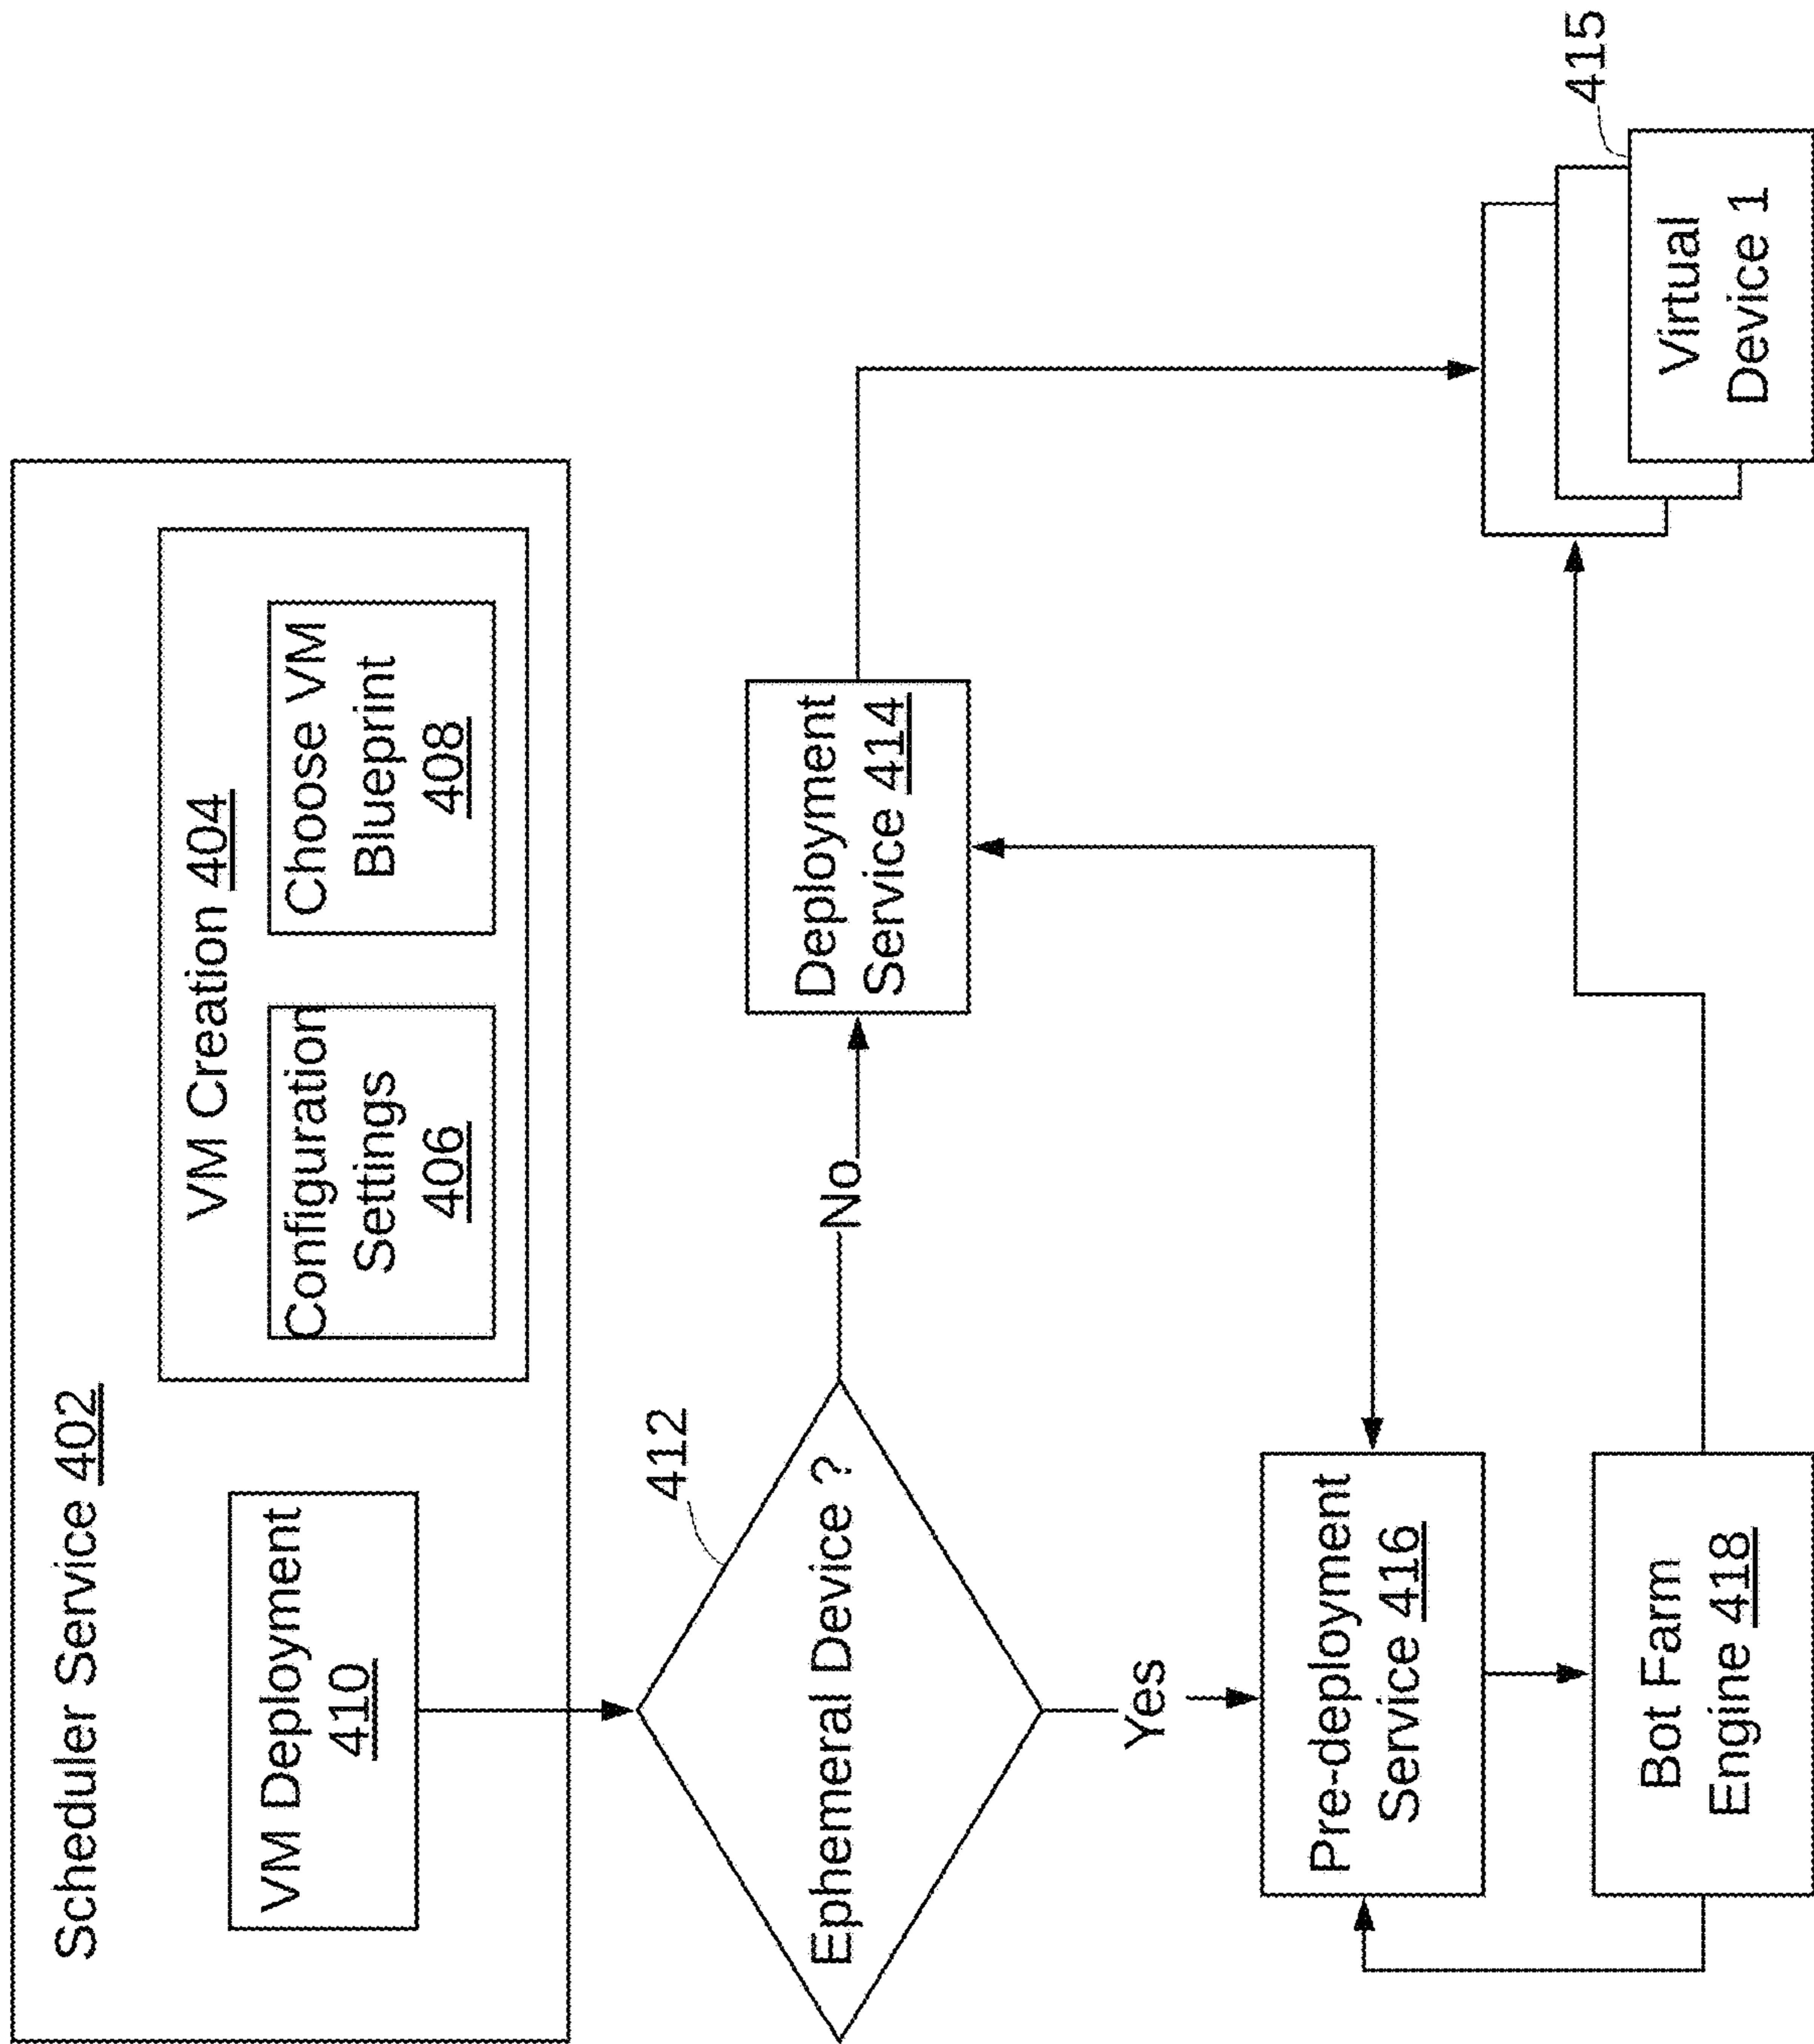 Scheduler Service 402
VM Creation 404
VM Deployment
410
Configuration
Settings
406
Choose VM
Blueprint
408
412
Ephemeral Device ?
No
Deployment
Service 414
Yes
Pre-deployment
Service 416
Bot Farm
Engine 418
415
Virtual
Device 1